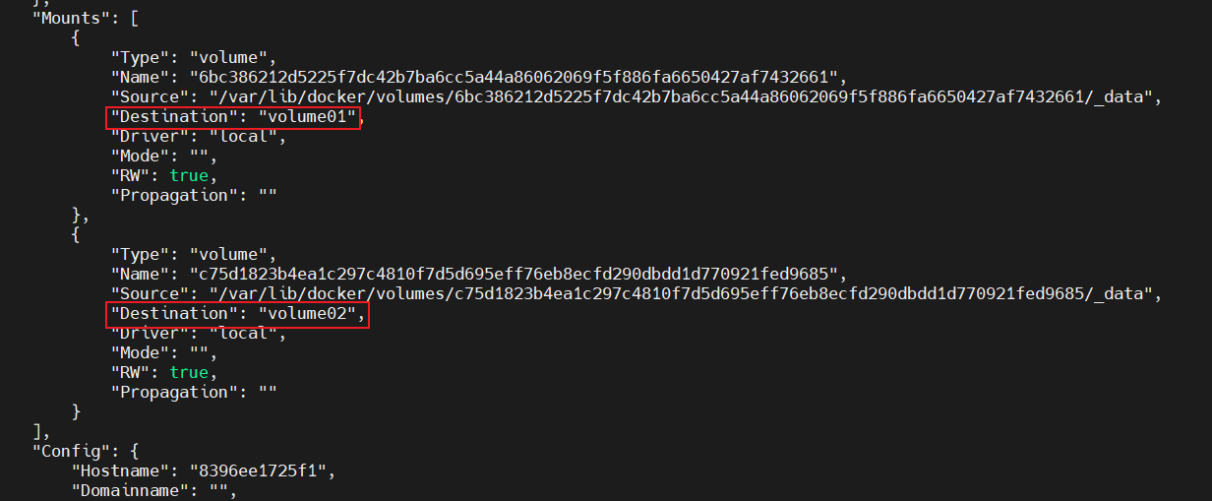 },
"Mounts": [
{
"Type": "volume",
"Name": "6bc386212d5225f7dc42b7ba6cc5a44a86062069f5f886fa6650427af7432661",
"Source": "/var/lib/docker/volumes/6bc386212d5225f7dc42b7ba6cc5a44a86062069f5f886fa6650427af7432661/_data",
"Destination": "volume01",
"Driver": "local",
"Mode": "",
"RW": true,
"Propagation": ""
},
{
"Type": "volume",
"Name": "c75d1823b4ea1c297c4810f7d5d695eff76eb8ecfd290dbdd1d770921fed9685",
"Source": "/var/lib/docker/volumes/c75d1823b4ea1c297c4810f7d5d695eff76eb8ecfd290dbdd1d770921fed9685/_data",
"Destination": "volume02",
"Driver": "local",
"Mode": "",
"RW": true,
"Propagation": ""
}
],
"Config": {
"Hostname": "8396ee1725f1",
"Domainname": "",